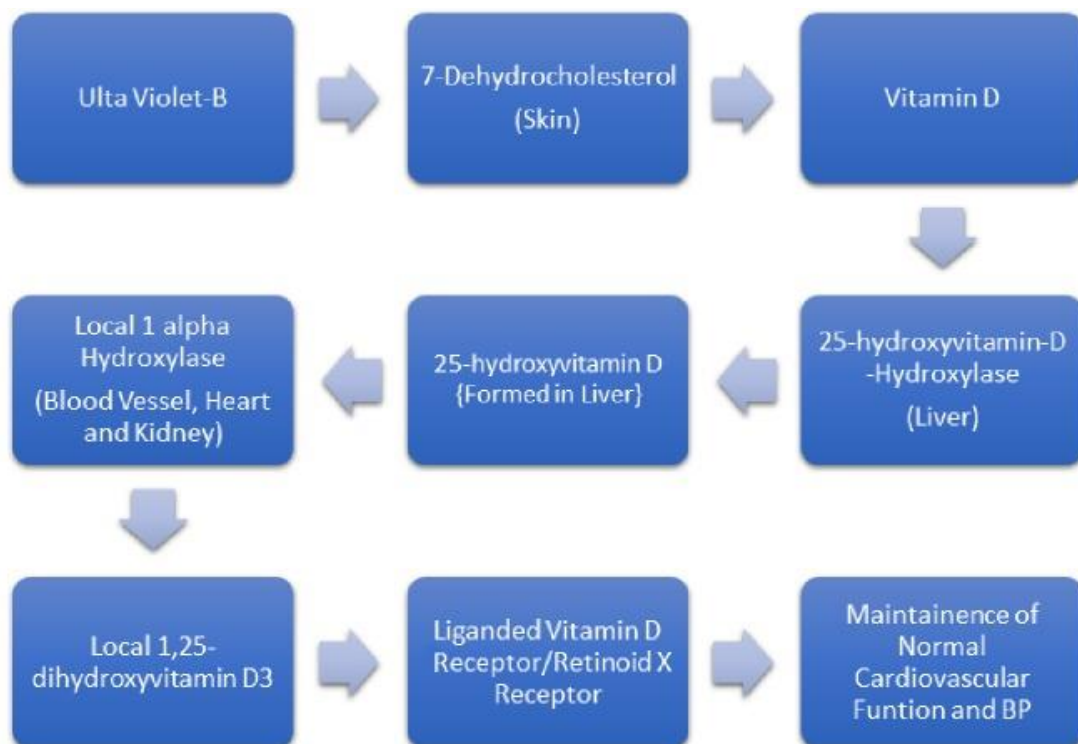 Ulta Violet-B
7-Dehydrocholesterol
(Skin)
Vitamin D
25-hydroxyvitamin-D
-Hydroxylase
(Liver)
25-hydroxyvitamin D
{Formed in Liver}
Local 1 alpha
Hydroxylase
(Blood Vessel, Heart
and Kidney)
Local 1,25-
dihydroxyvitamin D3
Liganded Vitamin D
Receptor/Retinoid X
Receptor
Maintainence of
Normal
Cardiovascular
Funtion and BP